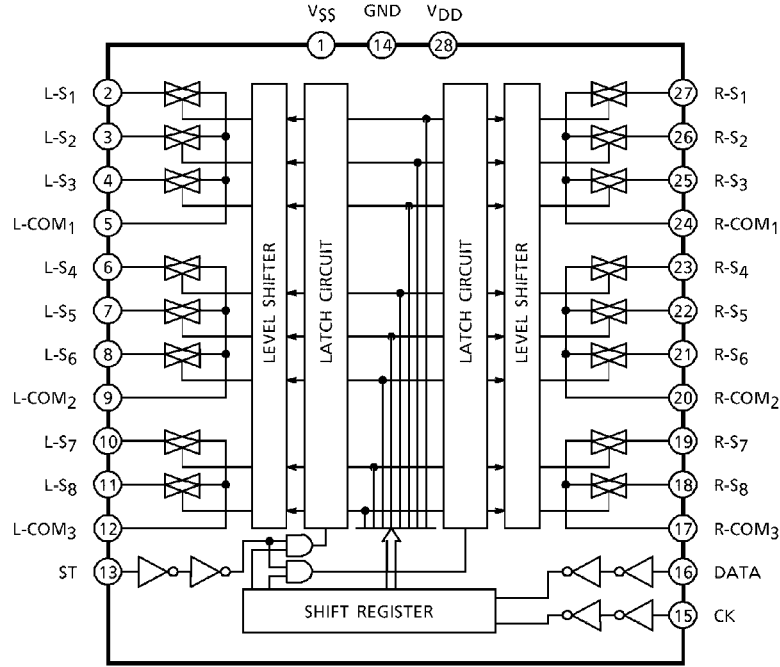 VSS GND VDD
1 14 28
L-S1 2 27 R-S1
L-S2 3 26 R-S2
L-S3 4 25 R-S3
L-COM1 5 24 R-COM1
L-S4 6 23 R-S4
L-S5 7 22 R-S5
L-S6 8 21 R-S6
L-COM2 9 20 R-COM2
L-S7 10 19 R-S7
L-S8 11 18 R-S8
L-COM3 12 17 R-COM3
ST 13 16 DATA
15 CK
LEVEL SHIFTER
LATCH CIRCUIT
LATCH CIRCUIT
LEVEL SHIFTER
SHIFT REGISTER